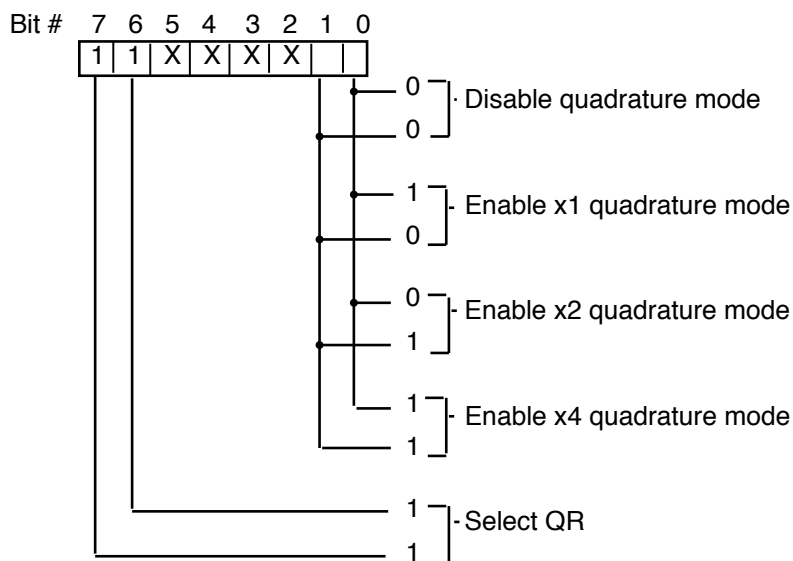 Bit # 7 6 5 4 3 2 1 0
1 1 X X X X
0
Disable quadrature mode
0
1
Enable x1 quadrature mode
0
0
Enable x2 quadrature mode
1
1
Enable x4 quadrature mode
1
1
Select QR
1